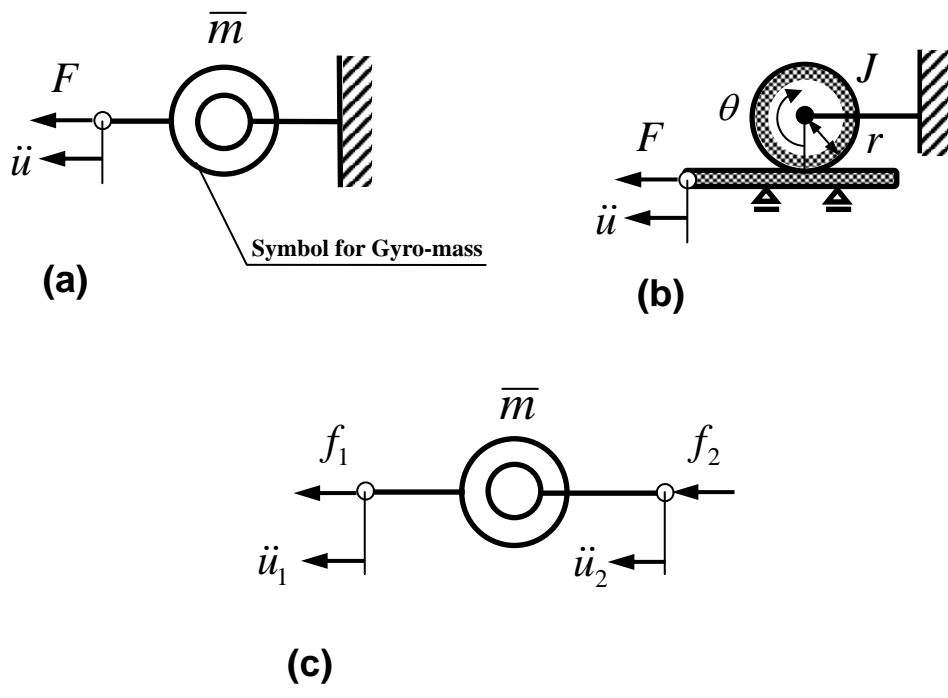 m̅
F
ü
Symbol for Gyro-mass
(a)
J
θ
r
F
ü
(b)
m̅
f₁
f₂
ü₁
ü₂
(c)